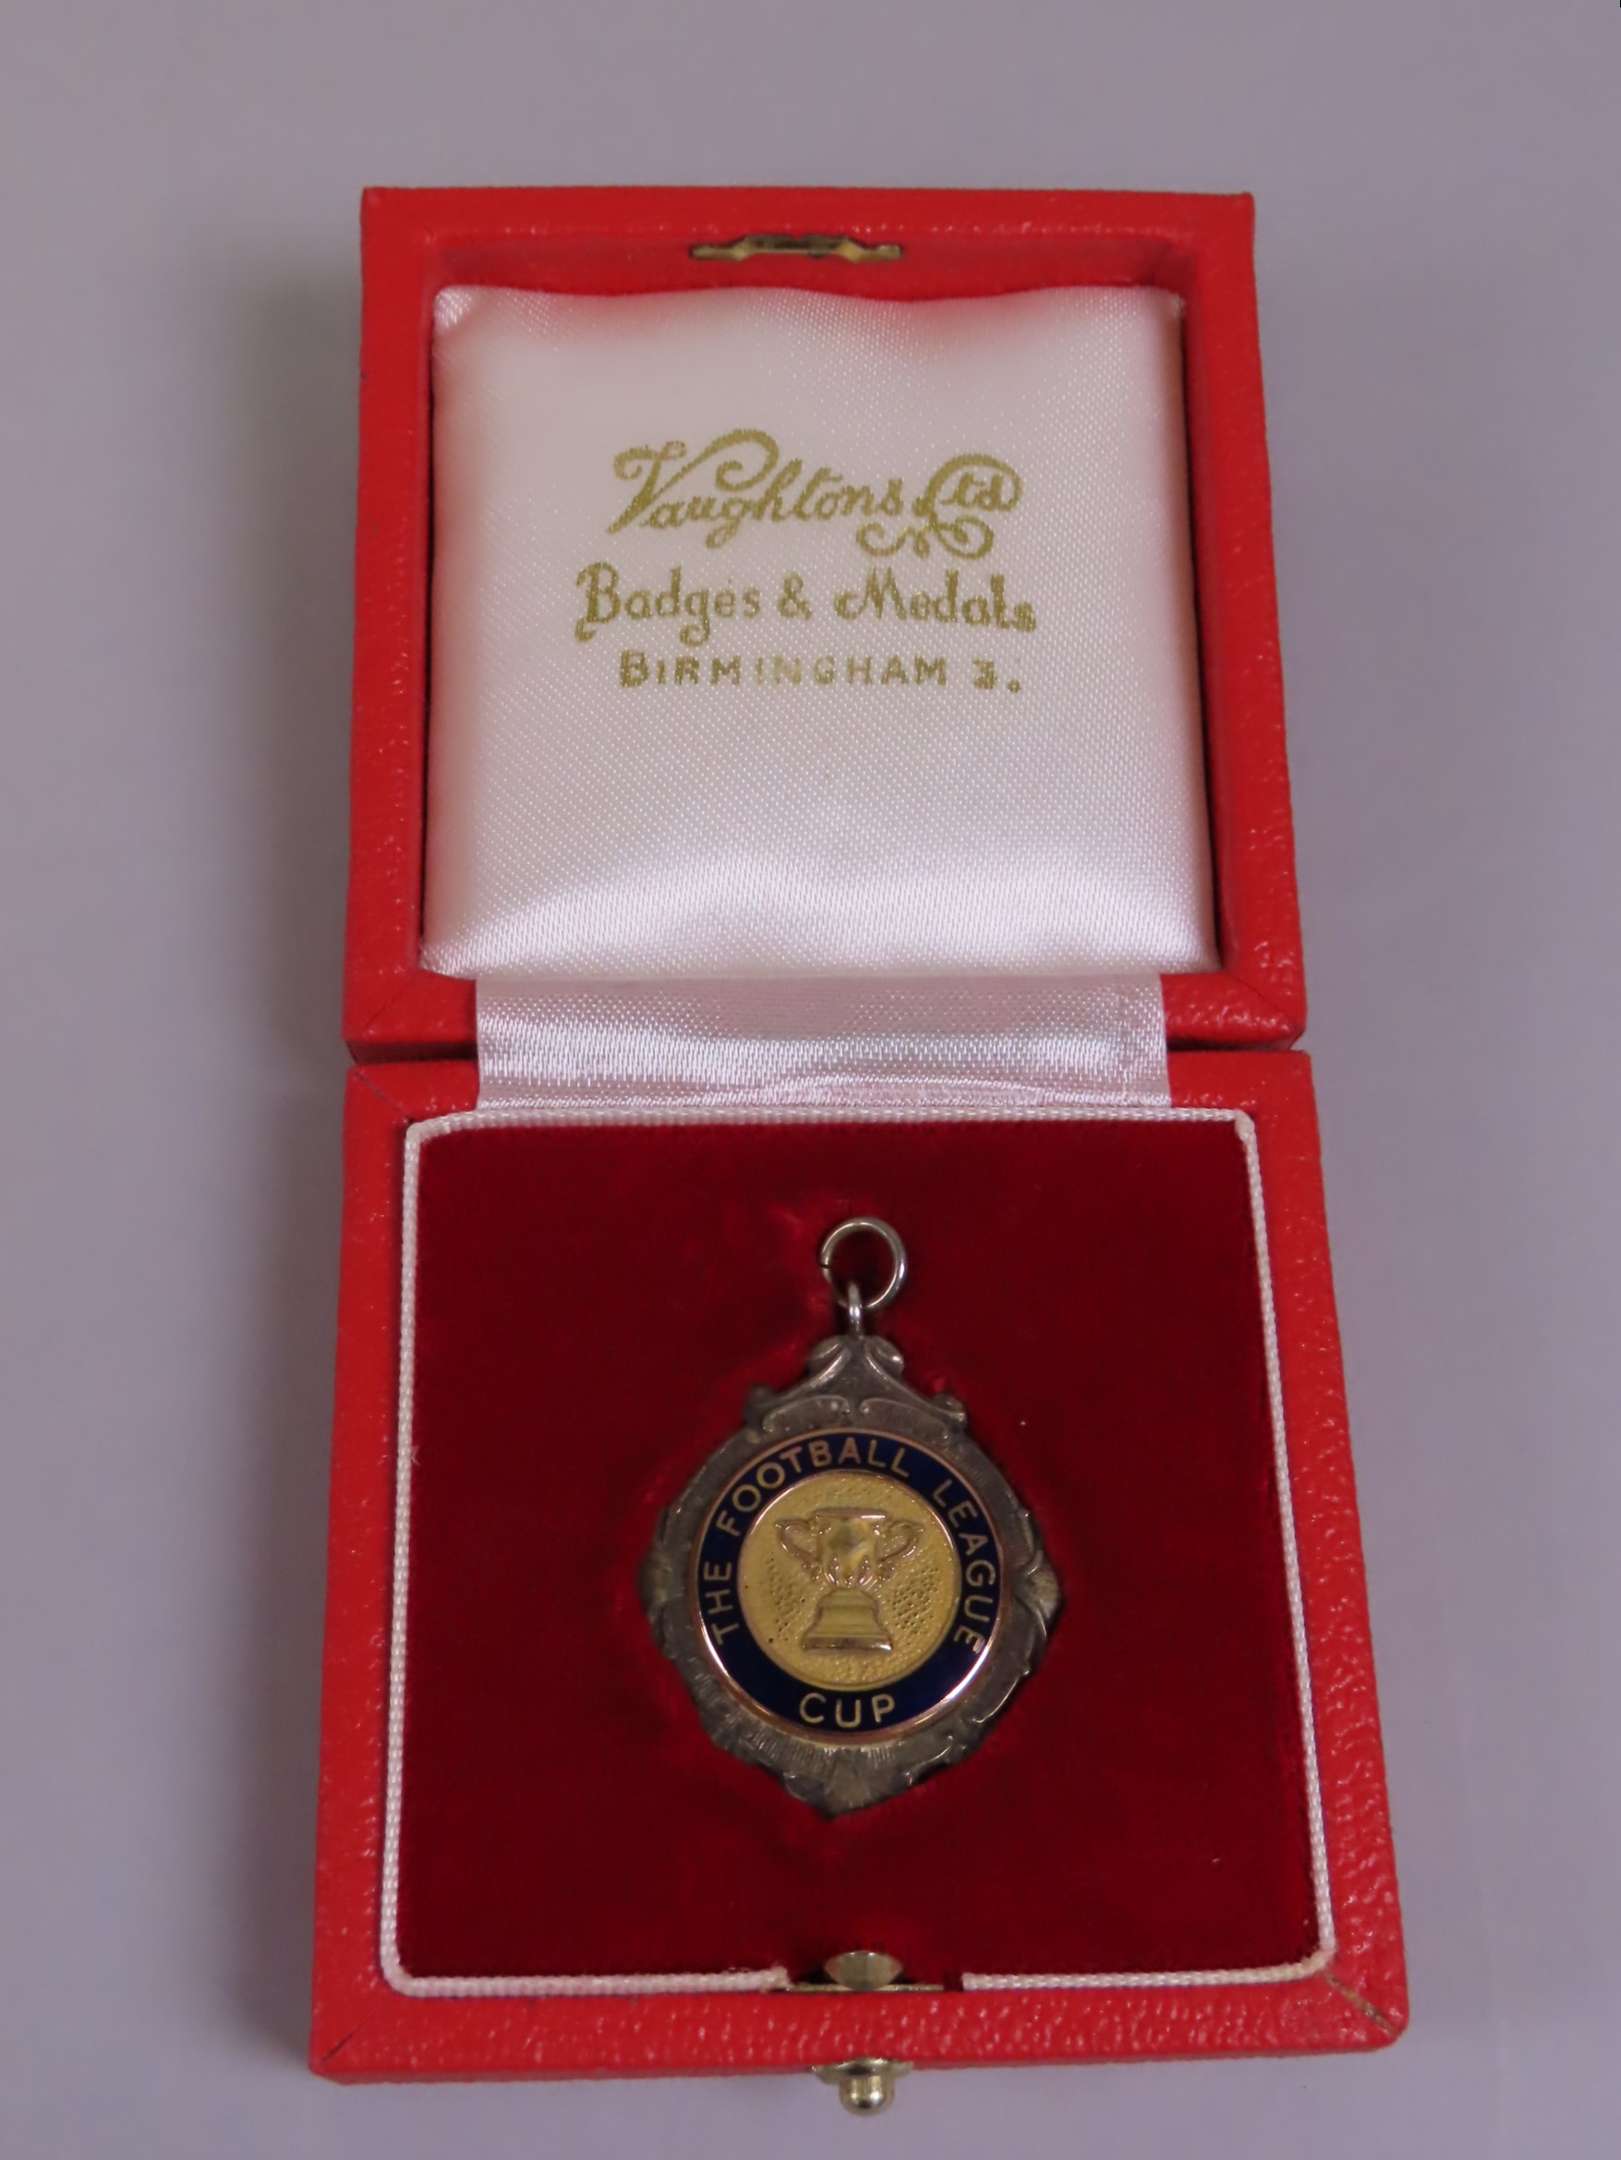 Vaughtons Ltd
Badges & Medals
BIRMINGHAM 3.
THE FOOTBALL LEAGUE
CUP